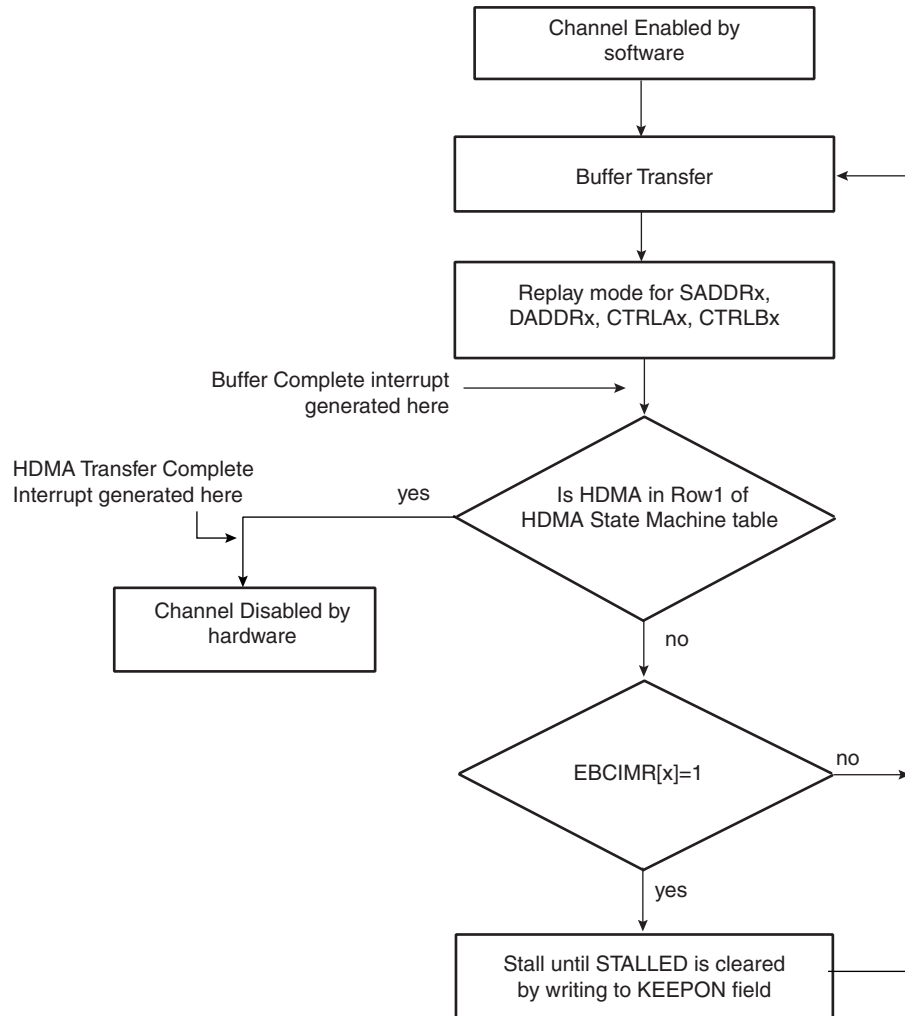 Channel Enabled by
software
Buffer Transfer
Replay mode for SADDRx,
DADDRx, CTRLAx, CTRLBx
Buffer Complete interrupt
generated here
HDMA Transfer Complete
Interrupt generated here
yes
Is HDMA in Row1 of
HDMA State Machine table
Channel Disabled by
hardware
no
EBCIMR[x]=1
no
yes
Stall until STALLED is cleared
by writing to KEEPON field